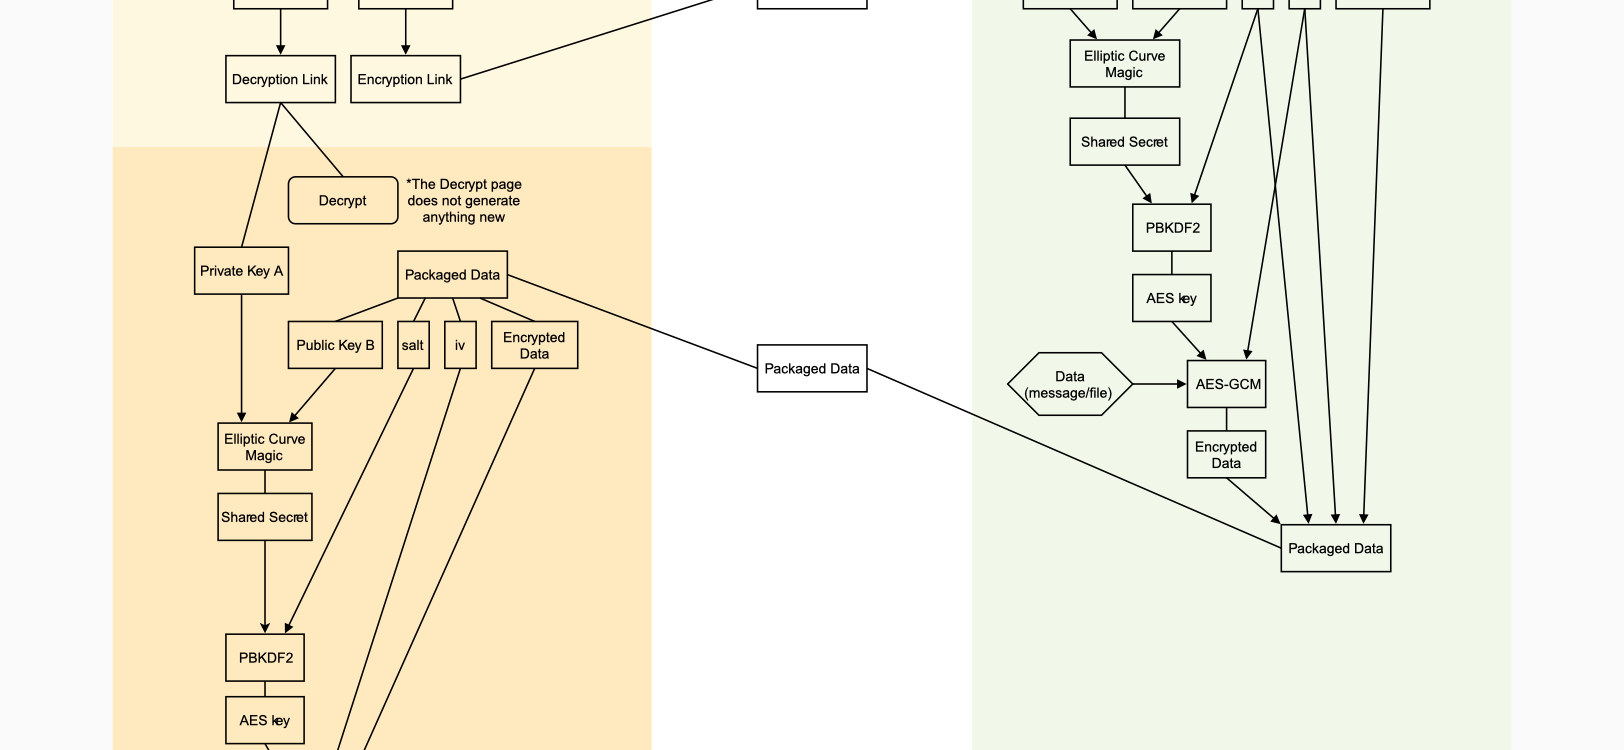 Decryption Link
Encryption Link
Decrypt
*The Decrypt page
does not generate
anything new
Private Key A
Packaged Data
Public Key B
salt
iv
Encrypted
Data
Elliptic Curve
Magic
Shared Secret
PBKDF2
AES key
Packaged Data
Elliptic Curve
Magic
Shared Secret
PBKDF2
AES key
Data
(message/file)
AES-GCM
Encrypted
Data
Packaged Data